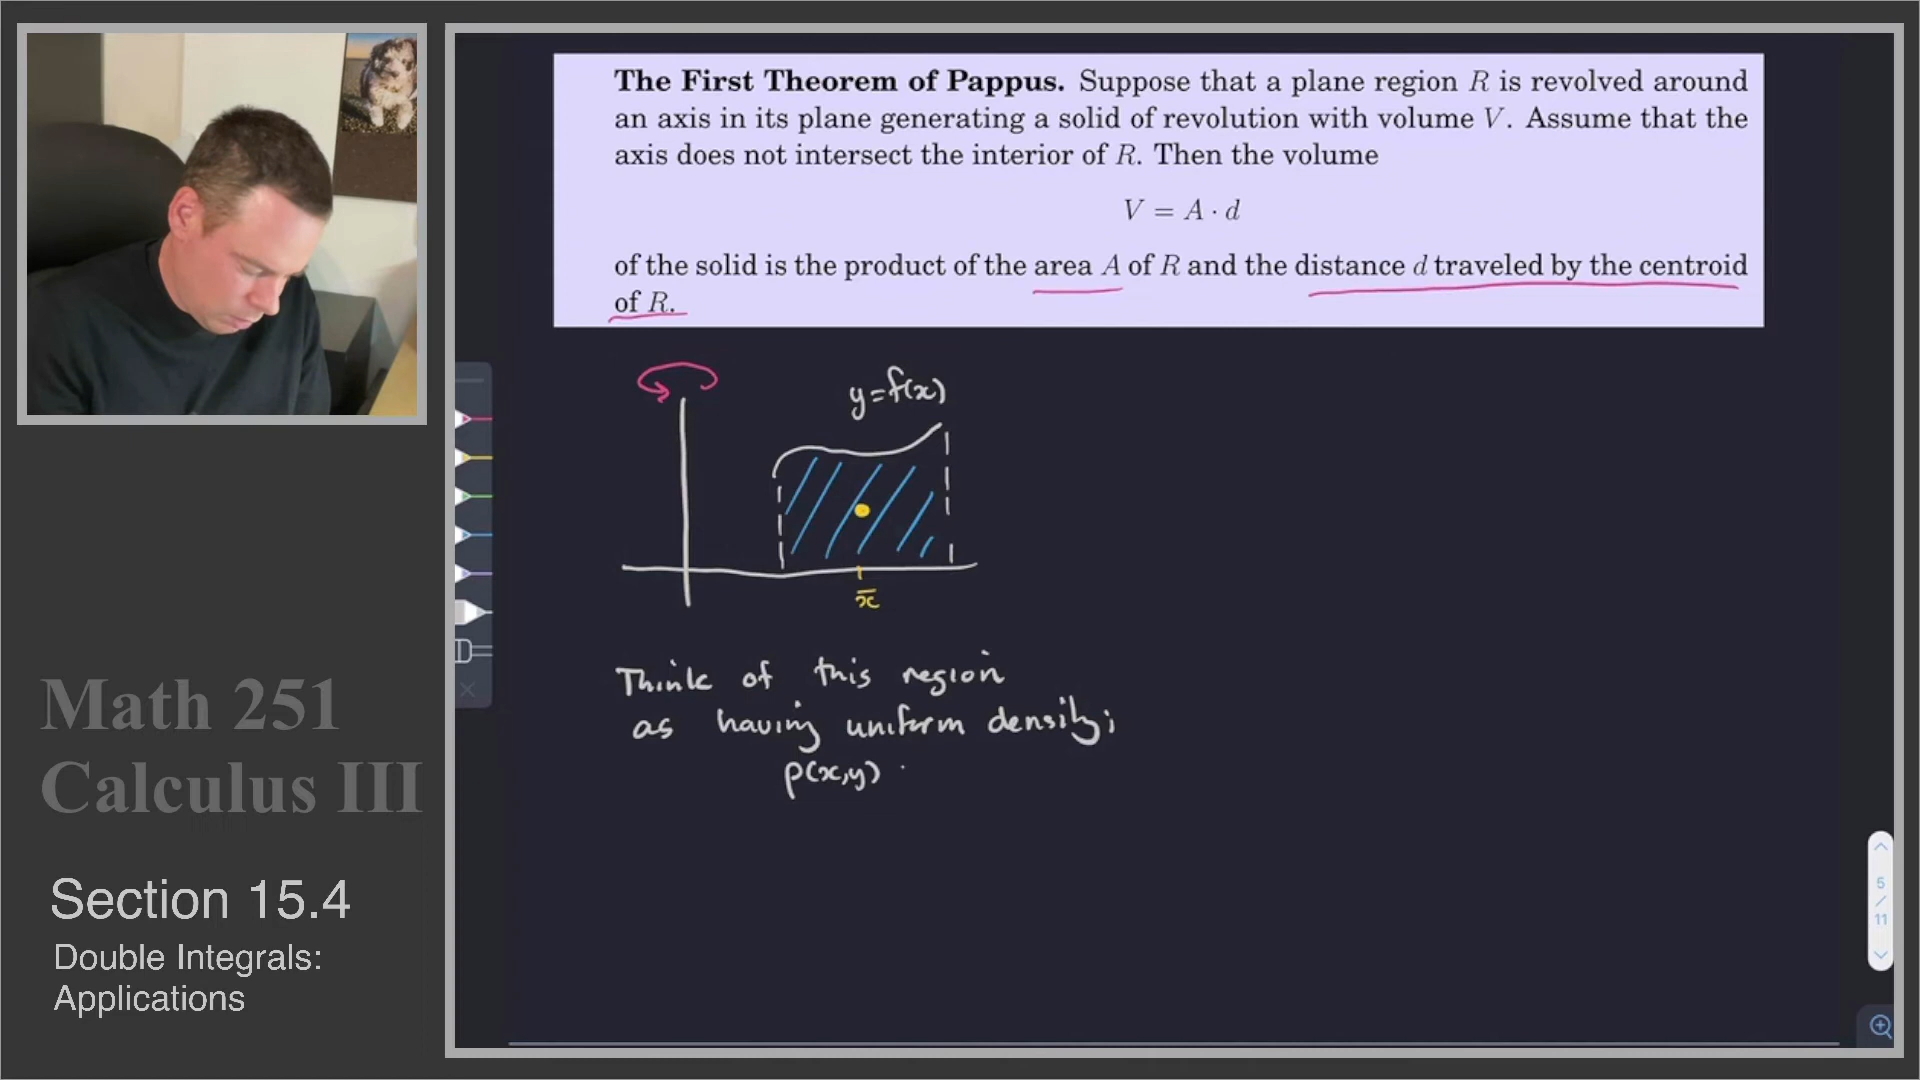 The First Theorem of Pappus. Suppose that a plane region R is revolved around
an axis in its plane generating a solid of revolution with volume V. Assume that the
axis does not intersect the interior of R. Then the volume
V = A · d
of the solid is the product of the area A of R and the distance d traveled by the centroid
of R.
y=f(x)
x̄
Think of this region
as having uniform density;
ρ(x,y)
Math 251
Calculus III
Section 15.4
Double Integrals:
Applications
5
/
11